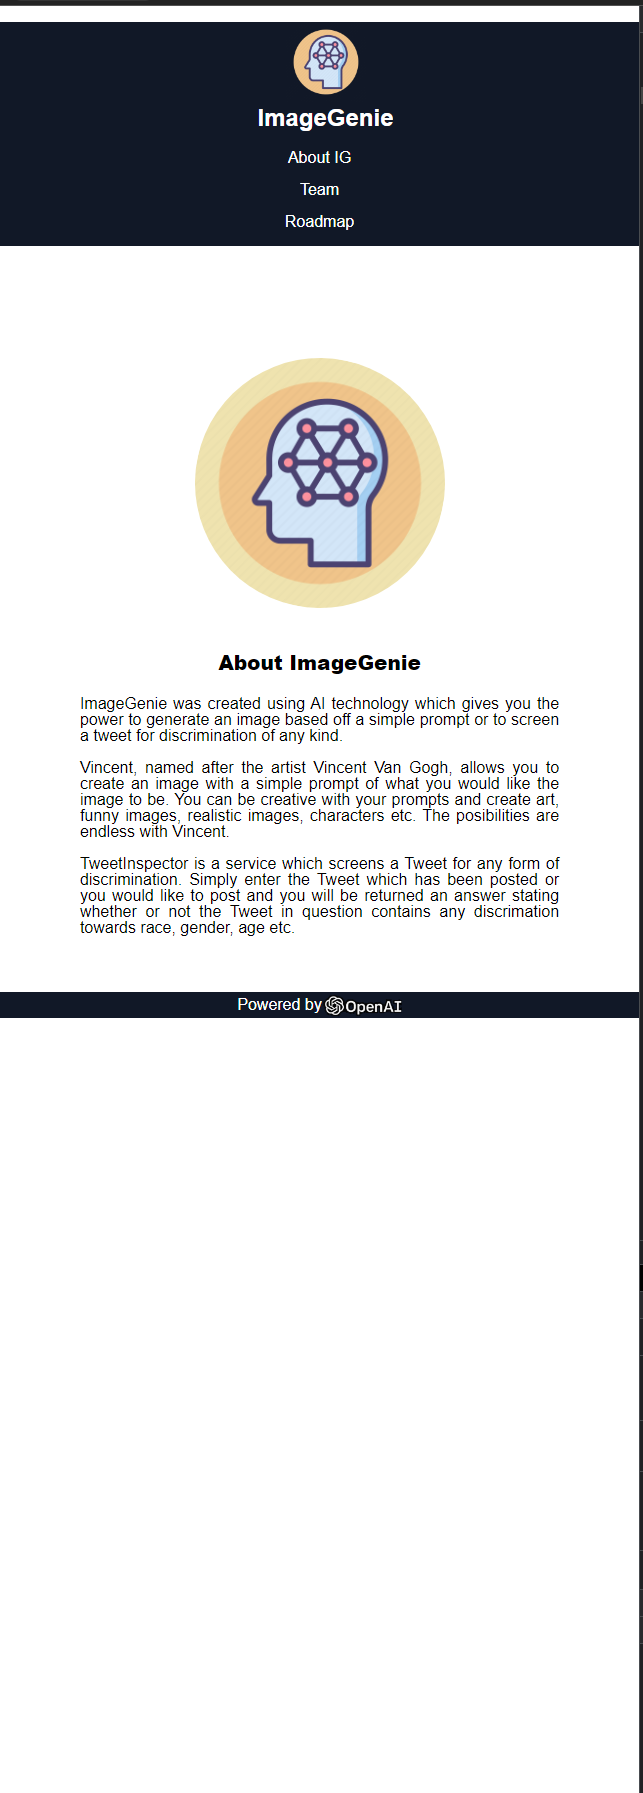 ImageGenie
About IG
Team
Roadmap
About ImageGenie
ImageGenie was created using AI technology which gives you the
power to generate an image based off a simple prompt or to screen
a tweet for discrimination of any kind.
Vincent, named after the artist Vincent Van Gogh, allows you to
create an image with a simple prompt of what you would like the
image to be. You can be creative with your prompts and create art,
funny images, realistic images, characters etc. The posibilities are
endless with Vincent.
TweetInspector is a service which screens a Tweet for any form of
discrimination. Simply enter the Tweet which has been posted or
you would like to post and you will be returned an answer stating
whether or not the Tweet in question contains any discrimation
towards race, gender, age etc.
Powered by OpenAI